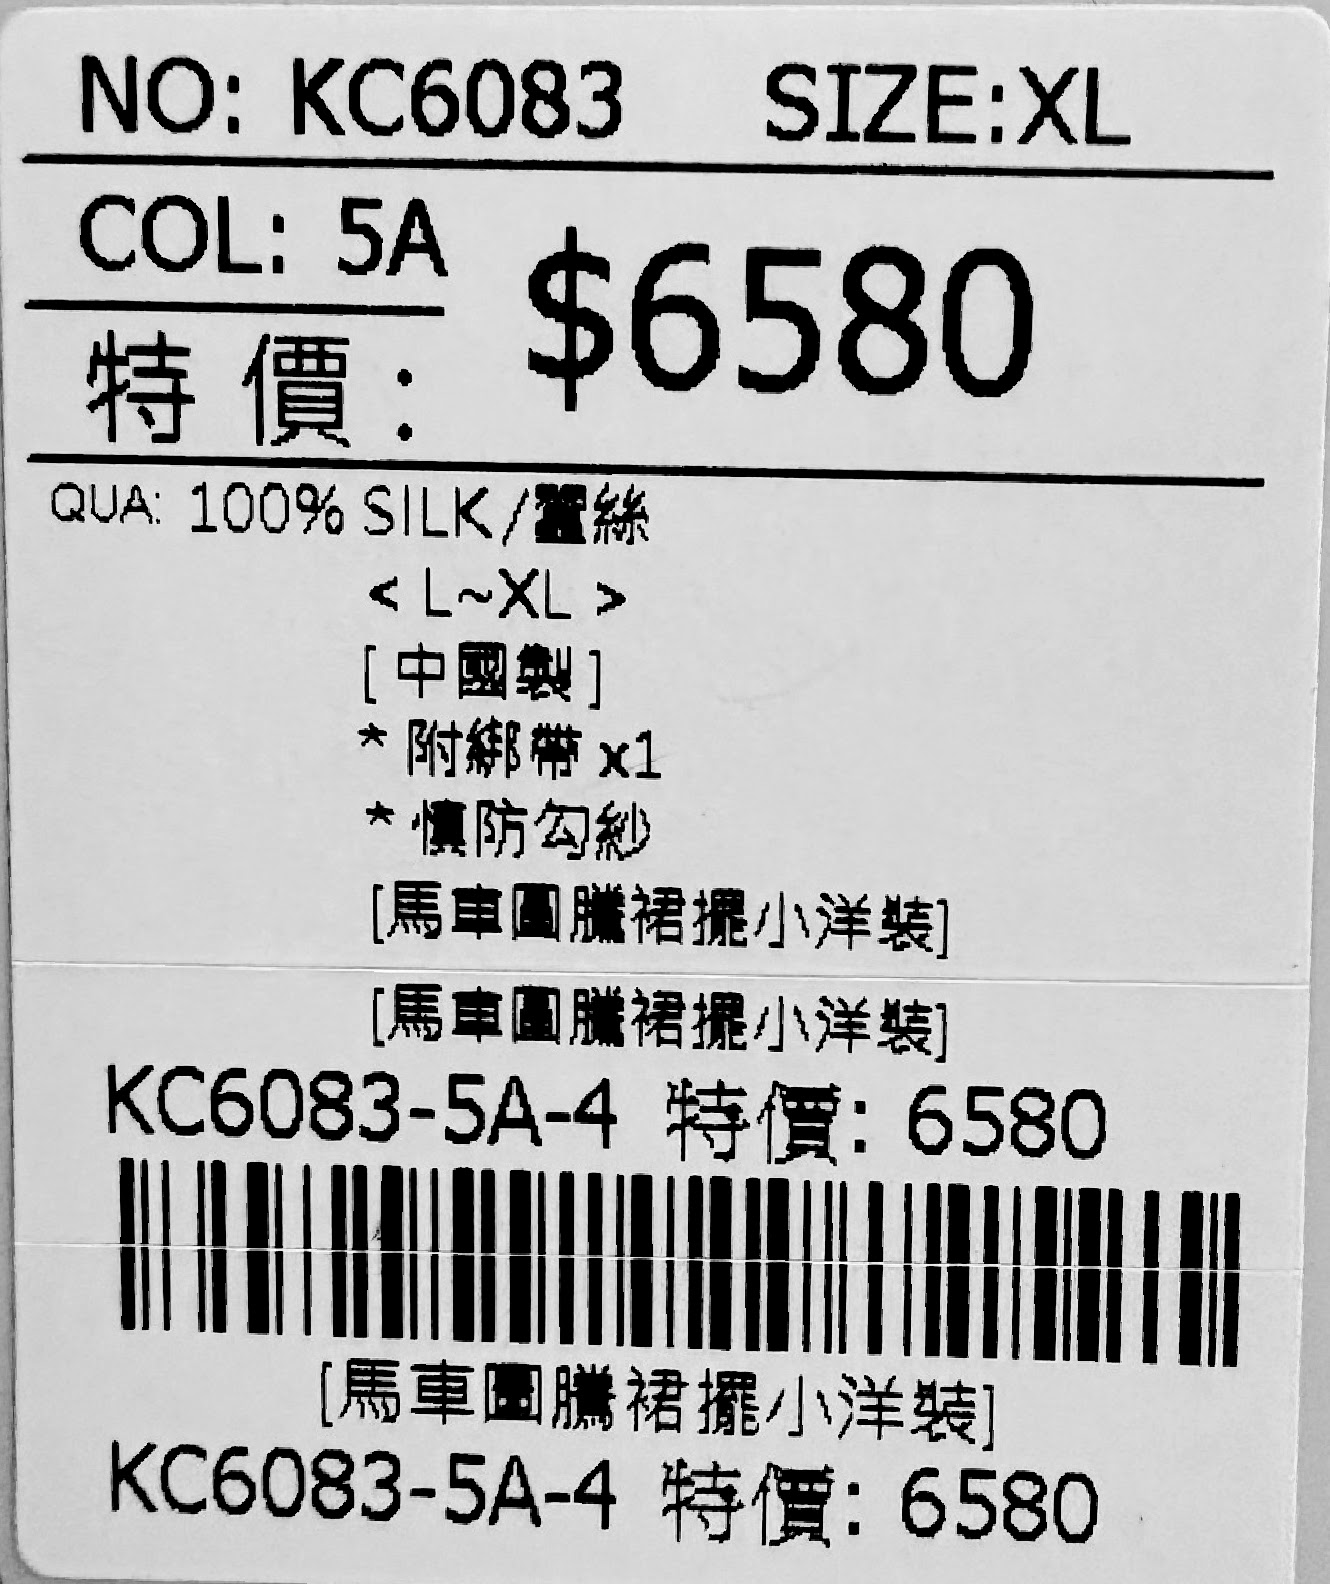 NO: KC6083 SIZE:XL
COL: 5A
$6580
特價:
QUA: 100% SILK/蠶絲
< L~XL >
[中國製]
* 附綁帶 x1
* 慎防勾紗
[馬車圖騰裙擺小洋裝]
[馬車圖騰裙擺小洋裝]
KC6083-5A-4 特價: 6580
[馬車圖騰裙擺小洋裝]
KC6083-5A-4 特價: 6580